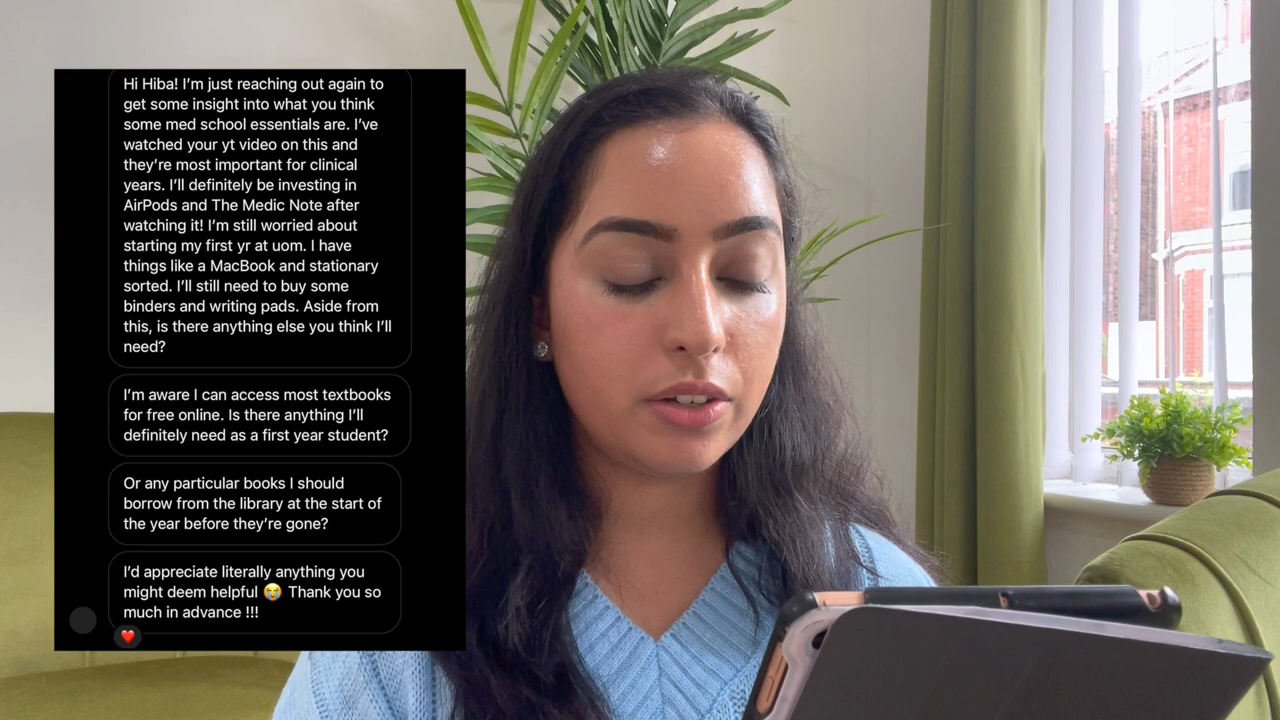 Hi Hiba! I’m just reaching out again to
get some insight into what you think
some med school essentials are. I’ve
watched your yt video on this and
they’re most important for clinical
years. I’ll definitely be investing in
AirPods and The Medic Note after
watching it! I’m still worried about
starting my first yr at uom. I have
things like a MacBook and stationary
sorted. I’ll still need to buy some
binders and writing pads. Aside from
this, is there anything else you think I’ll
need?
I’m aware I can access most textbooks
for free online. Is there anything I’ll
definitely need as a first year student?
Or any particular books I should
borrow from the library at the start of
the year before they’re gone?
I’d appreciate literally anything you
might deem helpful 😭 Thank you so
much in advance !!!